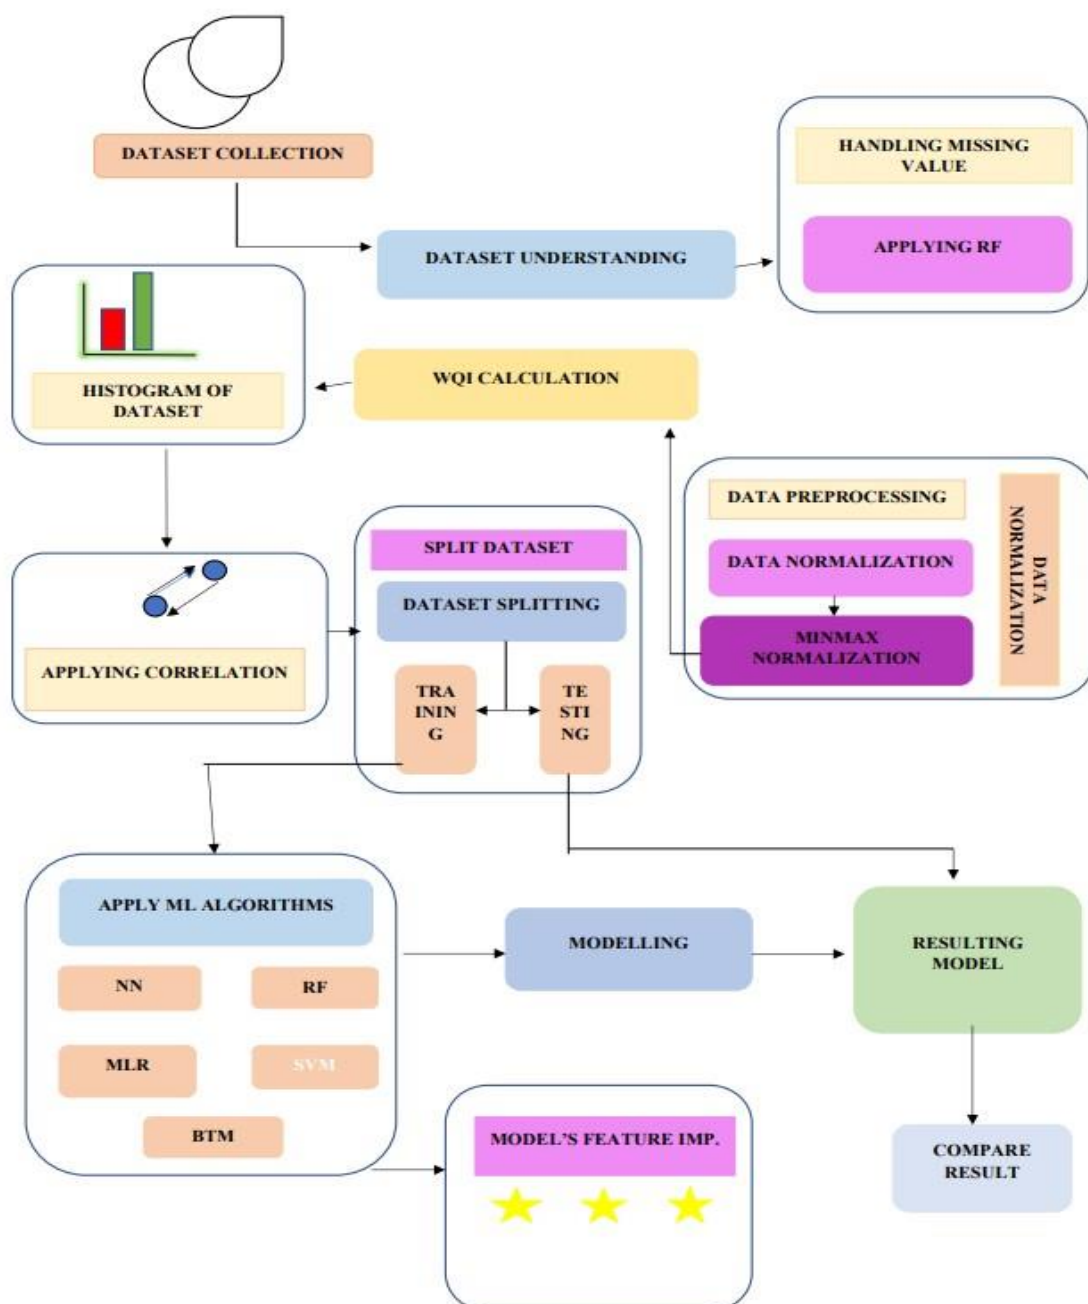 DATASET COLLECTION
HANDLING MISSING
VALUE
APPLYING RF
DATASET UNDERSTANDING
WQI CALCULATION
HISTOGRAM OF
DATASET
DATA PREPROCESSING
DATA NORMALIZATION
MINMAX
NORMALIZATION
DATA
NORMALIZATION
SPLIT DATASET
DATASET SPLITTING
TRA
ININ
G
TE
STI
NG
APPLYING CORRELATION
APPLY ML ALGORITHMS
NN
RF
MLR
SVM
BTM
MODELLING
RESULTING
MODEL
MODEL'S FEATURE IMP.
COMPARE
RESULT